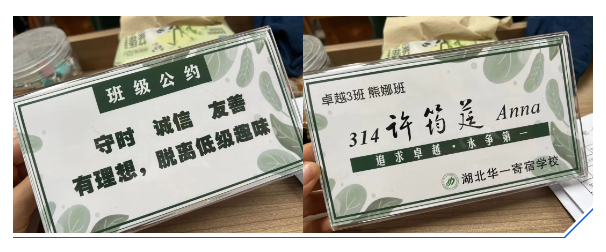 班级公约
守时 诚信 友善
有理想，脱离低级趣味
卓越3班 熊娜班
314 许筠莛 Anna
追求卓越·永争第一
湖北华一寄宿学校